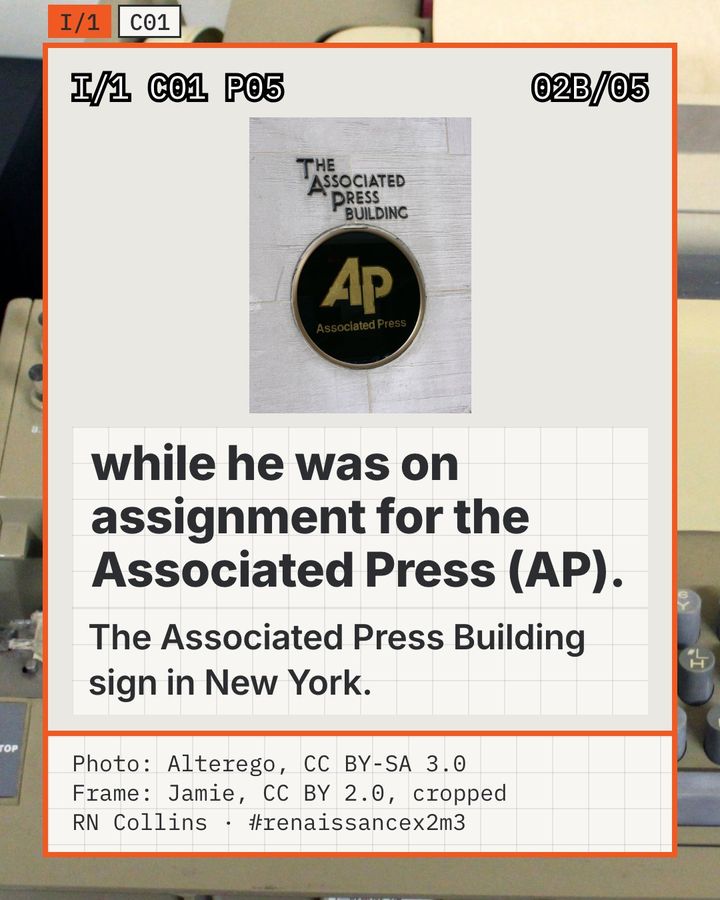 I/1 C01
I/1 C01 P05 02B/05
THE
ASSOCIATED
PRESS
BUILDING
AP
Associated Press
while he was on
assignment for the
Associated Press (AP).
The Associated Press Building
sign in New York.
Photo: Alterego, CC BY-SA 3.0
Frame: Jamie, CC BY 2.0, cropped
RN Collins · #renaissancex2m3
TOP
Y
L
H